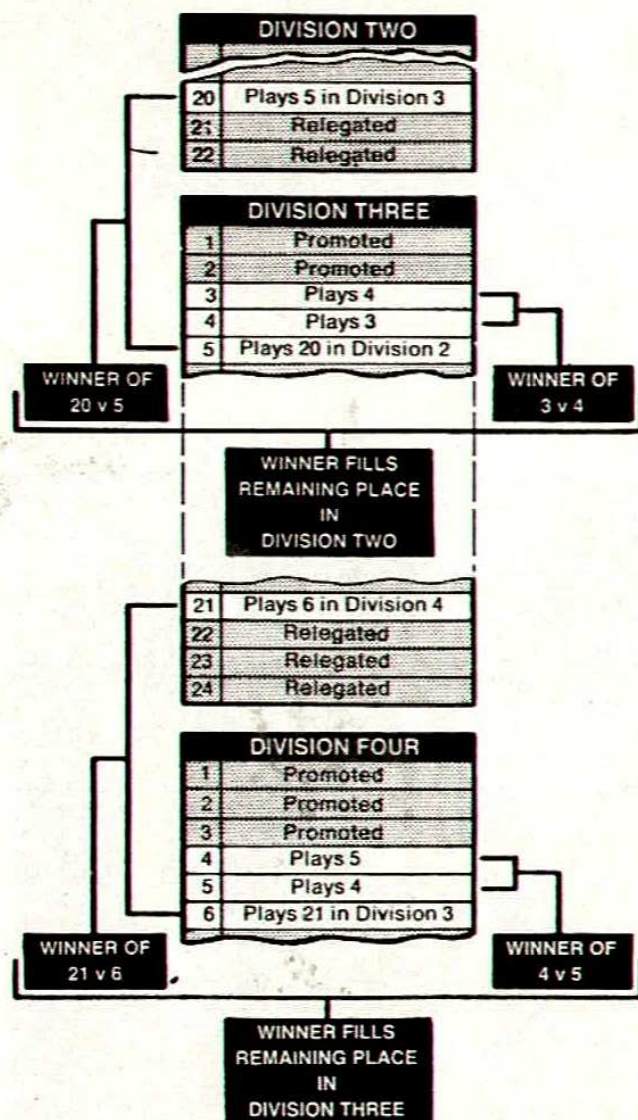 DIVISION TWO
20 Plays 5 in Division 3
21 Relegated
22 Relegated
DIVISION THREE
1 Promoted
2 Promoted
3 Plays 4
4 Plays 3
5 Plays 20 in Division 2
WINNER OF
20 v 5
WINNER OF
3 v 4
WINNER FILLS
REMAINING PLACE
IN
DIVISION TWO
21 Plays 6 in Division 4
22 Relegated
23 Relegated
24 Relegated
DIVISION FOUR
1 Promoted
2 Promoted
3 Promoted
4 Plays 5
5 Plays 4
6 Plays 21 in Division 3
WINNER OF
21 v 6
WINNER OF
4 v 5
WINNER FILLS
REMAINING PLACE
IN
DIVISION THREE